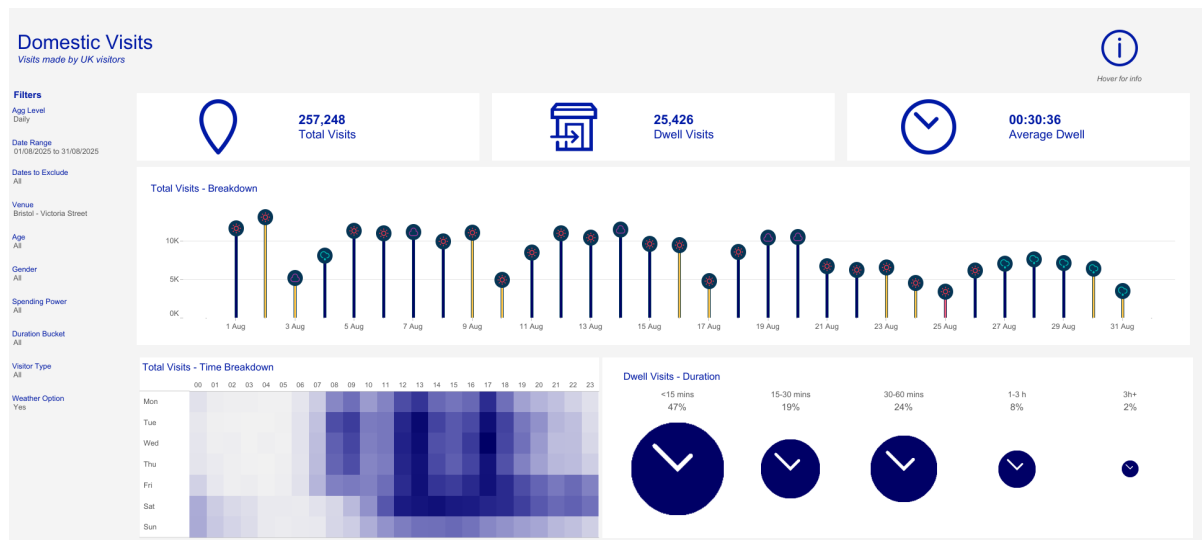 Domestic Visits
Visits made by UK visitors
Hover for info
Filters
Agg Level
Daily
Date Range
01/08/2025 to 31/08/2025
Dates to Exclude
All
Venue
Bristol - Victoria Street
Age
All
Gender
All
Spending Power
All
Duration Bucket
All
Visitor Type
All
Weather Option
Yes
257,248
Total Visits
25,426
Dwell Visits
00:30:36
Average Dwell
Total Visits - Breakdown
10K
5K
0K
1 Aug 3 Aug 5 Aug 7 Aug 9 Aug 11 Aug 13 Aug 15 Aug 17 Aug 19 Aug 21 Aug 23 Aug 25 Aug 27 Aug 29 Aug 31 Aug
Total Visits - Time Breakdown
00 01 02 03 04 05 06 07 08 09 10 11 12 13 14 15 16 17 18 19 20 21 22 23
Mon
Tue
Wed
Thu
Fri
Sat
Sun
Dwell Visits - Duration
<15 mins 15-30 mins 30-60 mins 1-3 h 3h+
47% 19% 24% 8% 2%